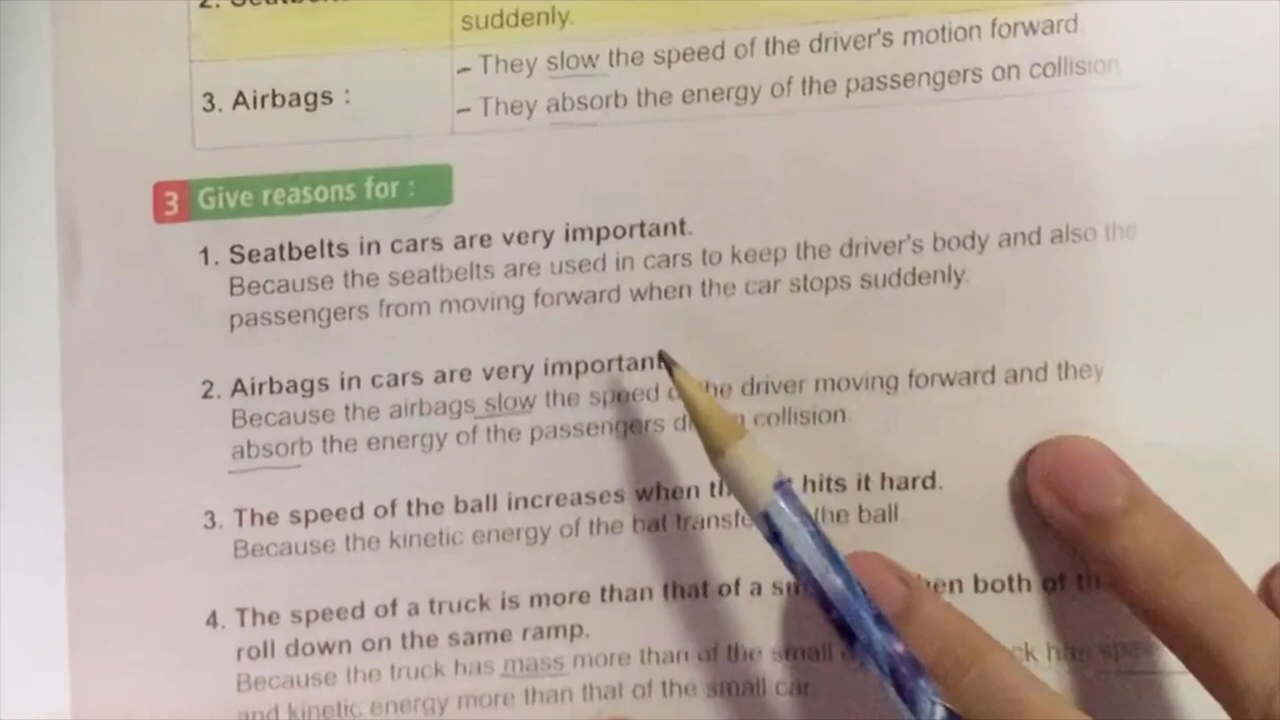 2.
suddenly.
3. Airbags :
– They slow the speed of the driver's motion forward.
– They absorb the energy of the passengers on collision
3 Give reasons for :
1. Seatbelts in cars are very important.
Because the seatbelts are used in cars to keep the driver's body and also the
passengers from moving forward when the car stops suddenly.
2. Airbags in cars are very important
Because the airbags slow the speed the driver moving forward and they
absorb the energy of the passengers collision
3. The speed of the ball increases when hits it hard.
Because the kinetic energy of the bat the ball.
4. The speed of a truck is more than that of a both of
roll down on the same ramp.
Because the truck has mass more than of the small has
and kinetic energy more than that of the small car